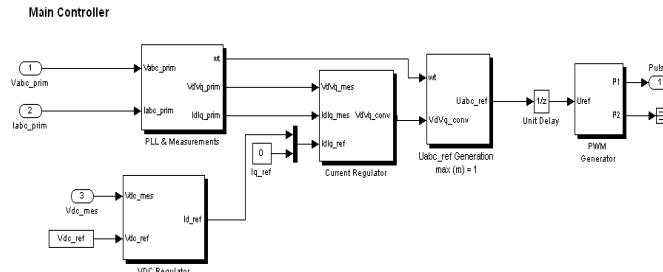 Main Controller
1
Vabc_prim
2
Iabc_prim
Vabc_prim
Iabc_prim
wt
VdVq_prim
IdIq_prim
PLL & Measurements
VdVq_mes
IdIq_mes
IdIq_ref
VdVq_conv
Current Regulator
0
Iq_ref
wt
VdVq_conv
Uabc_ref
Uabc_ref Generation
max (m) = 1
1/z
Unit Delay
Uref
P1
P2
PWM
Generator
Puls
1
3
Vdc_mes
Vdc_ref
Vdc_mes
Vdc_ref
Id_ref
VDC Regulator